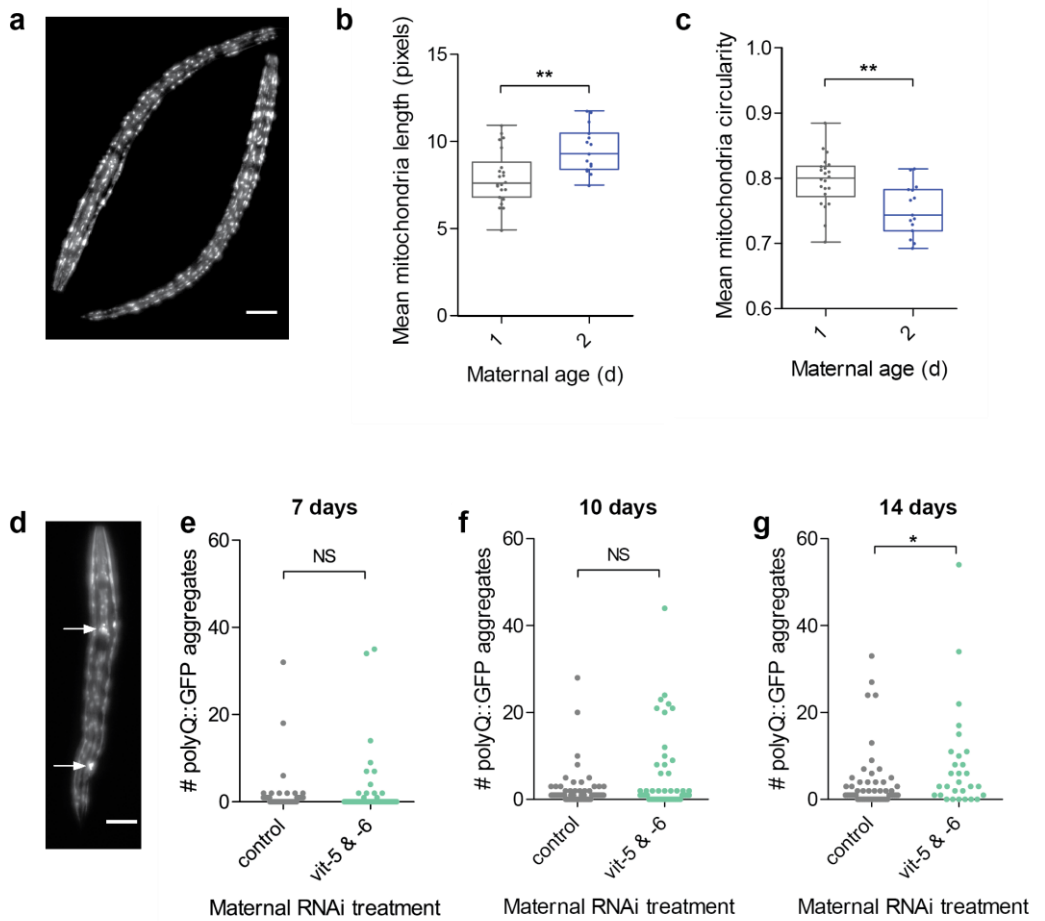 a
b
Mean mitochondria length (pixels)
15
10
5
0
**
1
2
Maternal age (d)
c
Mean mitochondria circularity
1.0
0.9
0.8
0.7
0.6
**
1
2
Maternal age (d)
d
e
7 days
# polyQ::GFP aggregates
60
40
20
0
NS
control
vit-5 & -6
Maternal RNAi treatment
f
10 days
# polyQ::GFP aggregates
60
40
20
0
NS
control
vit-5 & -6
Maternal RNAi treatment
g
14 days
# polyQ::GFP aggregates
60
40
20
0
*
control
vit-5 & -6
Maternal RNAi treatment